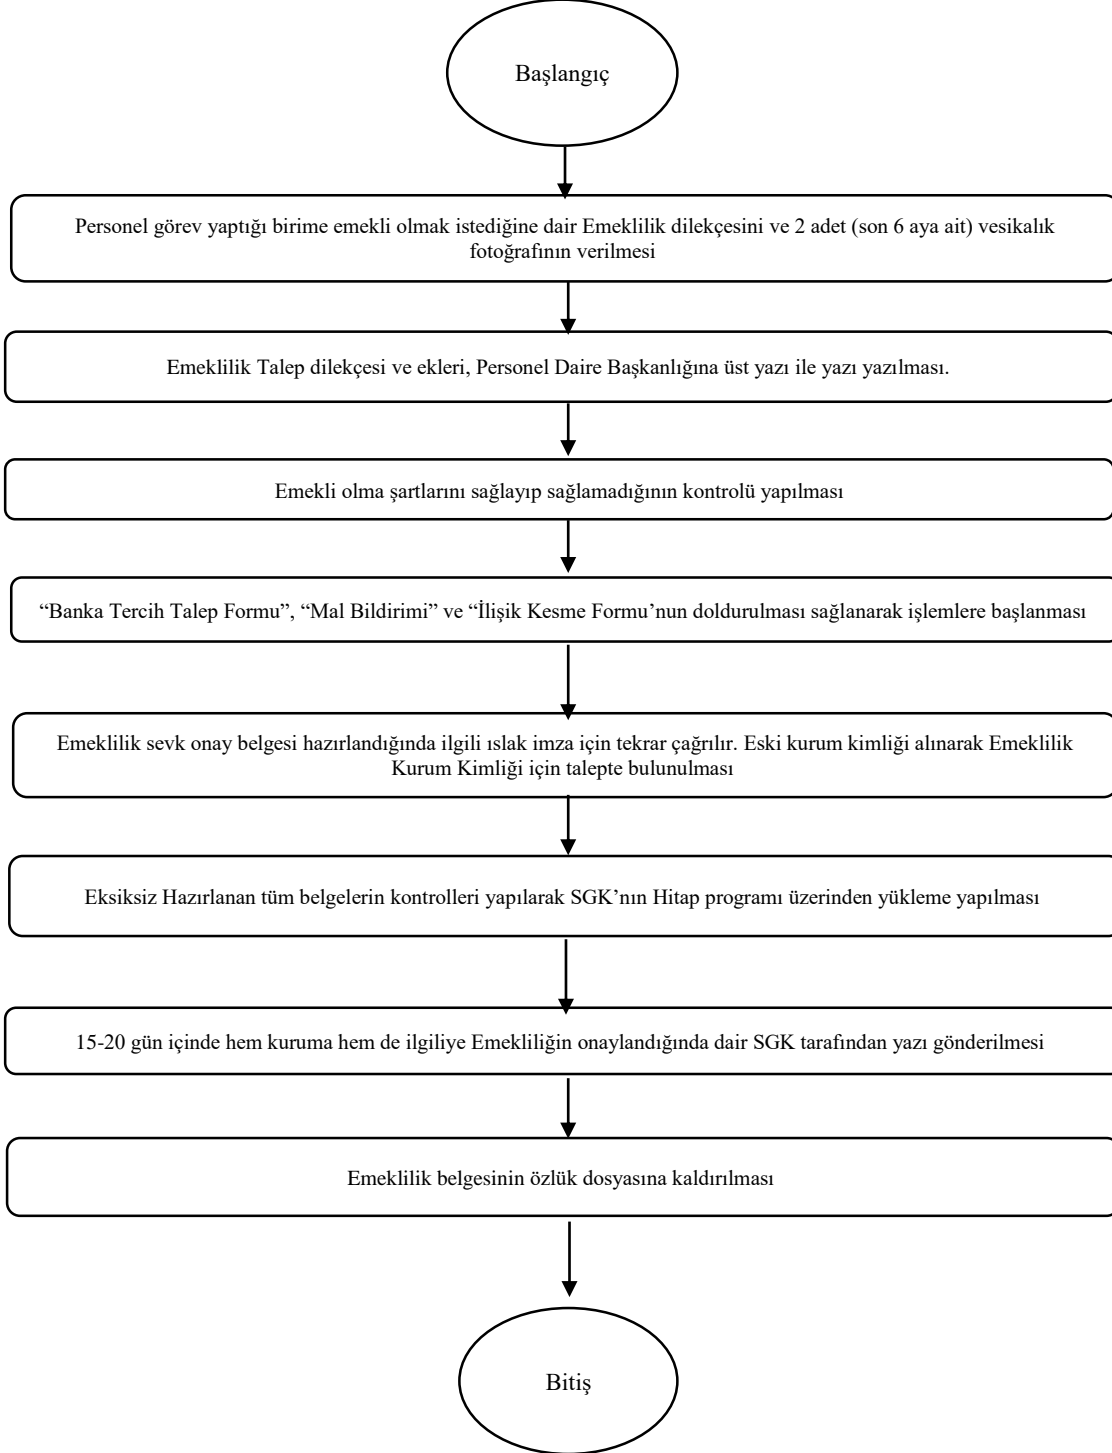 Başlangıç
Personel görev yaptığı birime emekli olmak istediğine dair Emeklilik dilekçesini ve 2 adet (son 6 aya ait) vesikalık
fotoğrafının verilmesi
Emeklilik Talep dilekçesi ve ekleri, Personel Daire Başkanlığına üst yazı ile yazı yazılması.
Emekli olma şartlarını sağlayıp sağlamadığının kontrolü yapılması
“Banka Tercih Talep Formu”, “Mal Bildirimi” ve “İlişik Kesme Formu’nun doldurulması sağlanarak işlemlere başlanması
Emeklilik sevk onay belgesi hazırlandığında ilgili ıslak imza için tekrar çağrılır. Eski kurum kimliği alınarak Emeklilik
Kurum Kimliği için talepte bulunulması
Eksiksiz Hazırlanan tüm belgelerin kontrolleri yapılarak SGK’nın Hitap programı üzerinden yükleme yapılması
15-20 gün içinde hem kuruma hem de ilgiliye Emekliliğin onaylandığında dair SGK tarafından yazı gönderilmesi
Emeklilik belgesinin özlük dosyasına kaldırılması
Bitiş